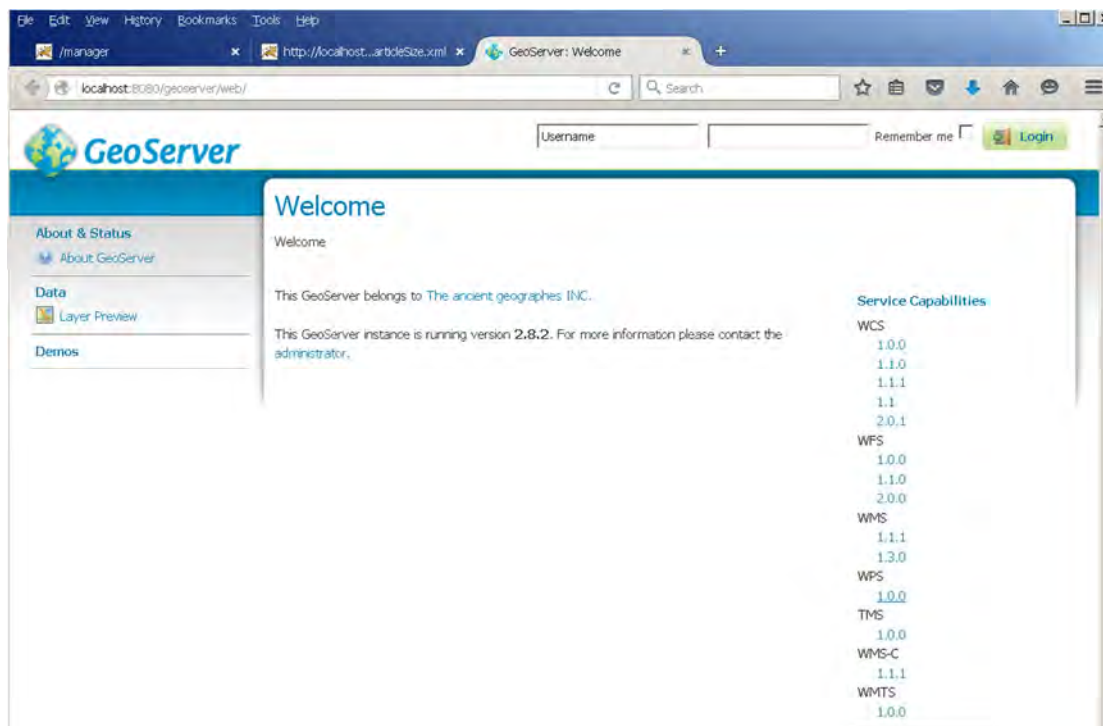 File Edit View History Bookmarks Tools Help
/manager
http://localhost...articleSize.xml
GeoServer: Welcome
localhost:8080/geoserver/web/
Search
GeoServer
Username
Remember me
Login
About & Status
About GeoServer
Data
Layer Preview
Demos
Welcome
Welcome
This GeoServer belongs to The ancient geographes INC.
This GeoServer instance is running version 2.8.2. For more information please contact the
administrator.
Service Capabilities
WCS
1.0.0
1.1.0
1.1.1
1.1
2.0.1
WFS
1.0.0
1.1.0
2.0.0
WMS
1.1.1
1.3.0
WPS
1.0.0
TMS
1.0.0
WMS-C
1.1.1
WMTS
1.0.0